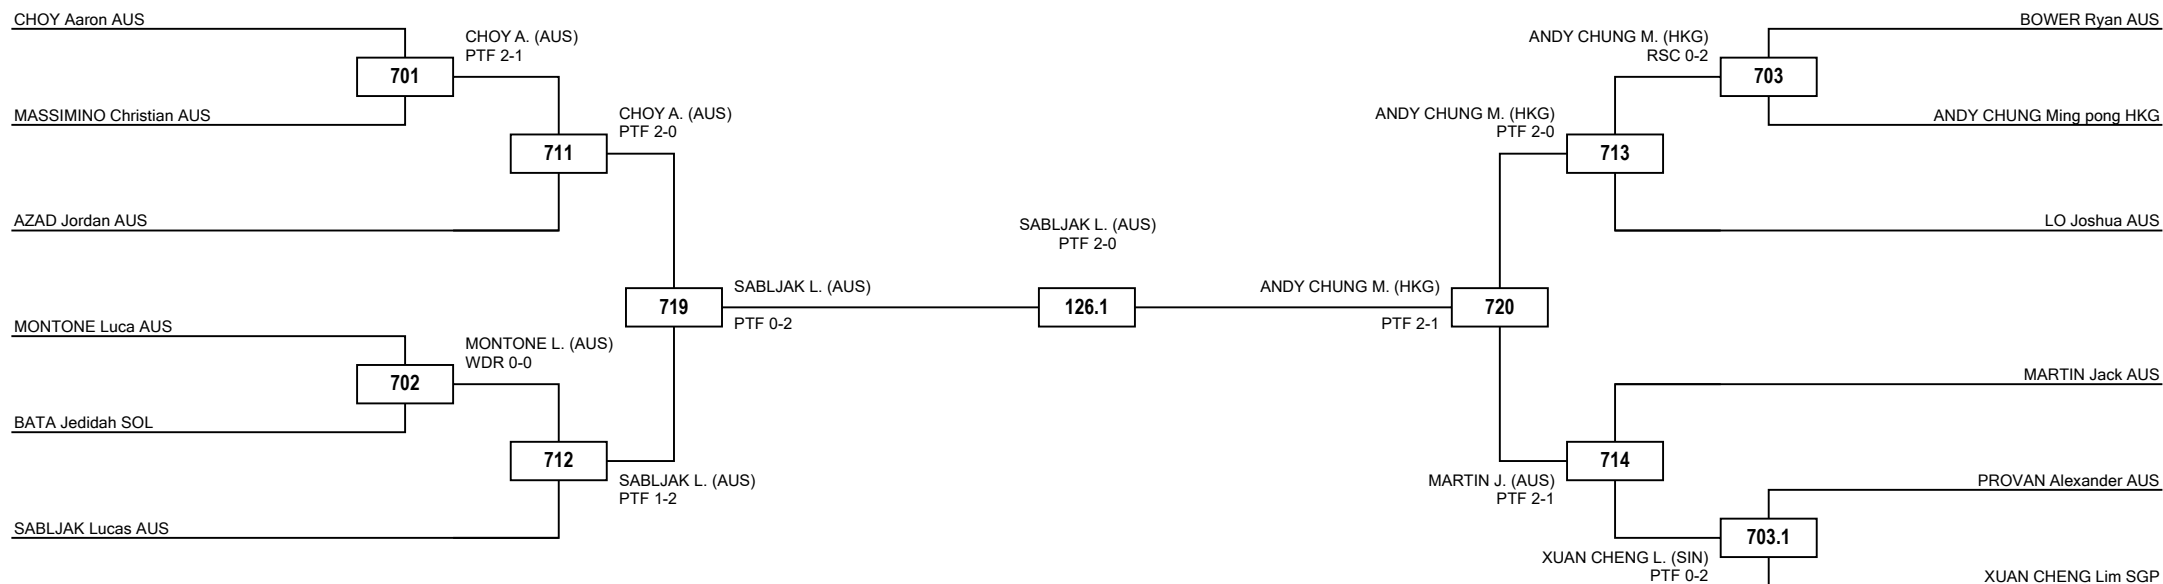 CHOY Aaron AUS
CHOY A. (AUS)
PTF 2-1
701
MASSIMINO Christian AUS
CHOY A. (AUS)
PTF 2-0
711
AZAD Jordan AUS
SABLJAK L. (AUS)
PTF 0-2
719
MONTONE Luca AUS
MONTONE L. (AUS)
WDR 0-0
702
BATA Jedidah SOL
712
SABLJAK L. (AUS)
PTF 1-2
SABLJAK Lucas AUS
SABLJAK L. (AUS)
PTF 2-0
126.1
BOWER Ryan AUS
ANDY CHUNG M. (HKG)
RSC 0-2
703
ANDY CHUNG Ming pong HKG
ANDY CHUNG M. (HKG)
PTF 2-0
713
LO Joshua AUS
ANDY CHUNG M. (HKG)
PTF 2-1
720
MARTIN Jack AUS
714
MARTIN J. (AUS)
PTF 2-1
PROVAN Alexander AUS
703.1
XUAN CHENG L. (SIN)
PTF 0-2
XUAN CHENG Lim SGP